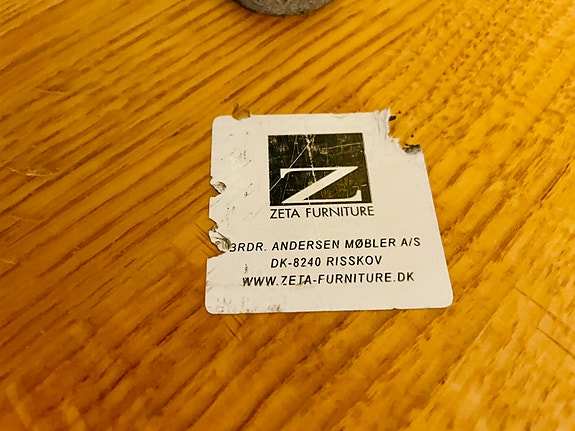 Z
ZETA FURNITURE
BRDR. ANDERSEN MØBLER A/S
DK-8240 RISSKOV
WWW.ZETA-FURNITURE.DK